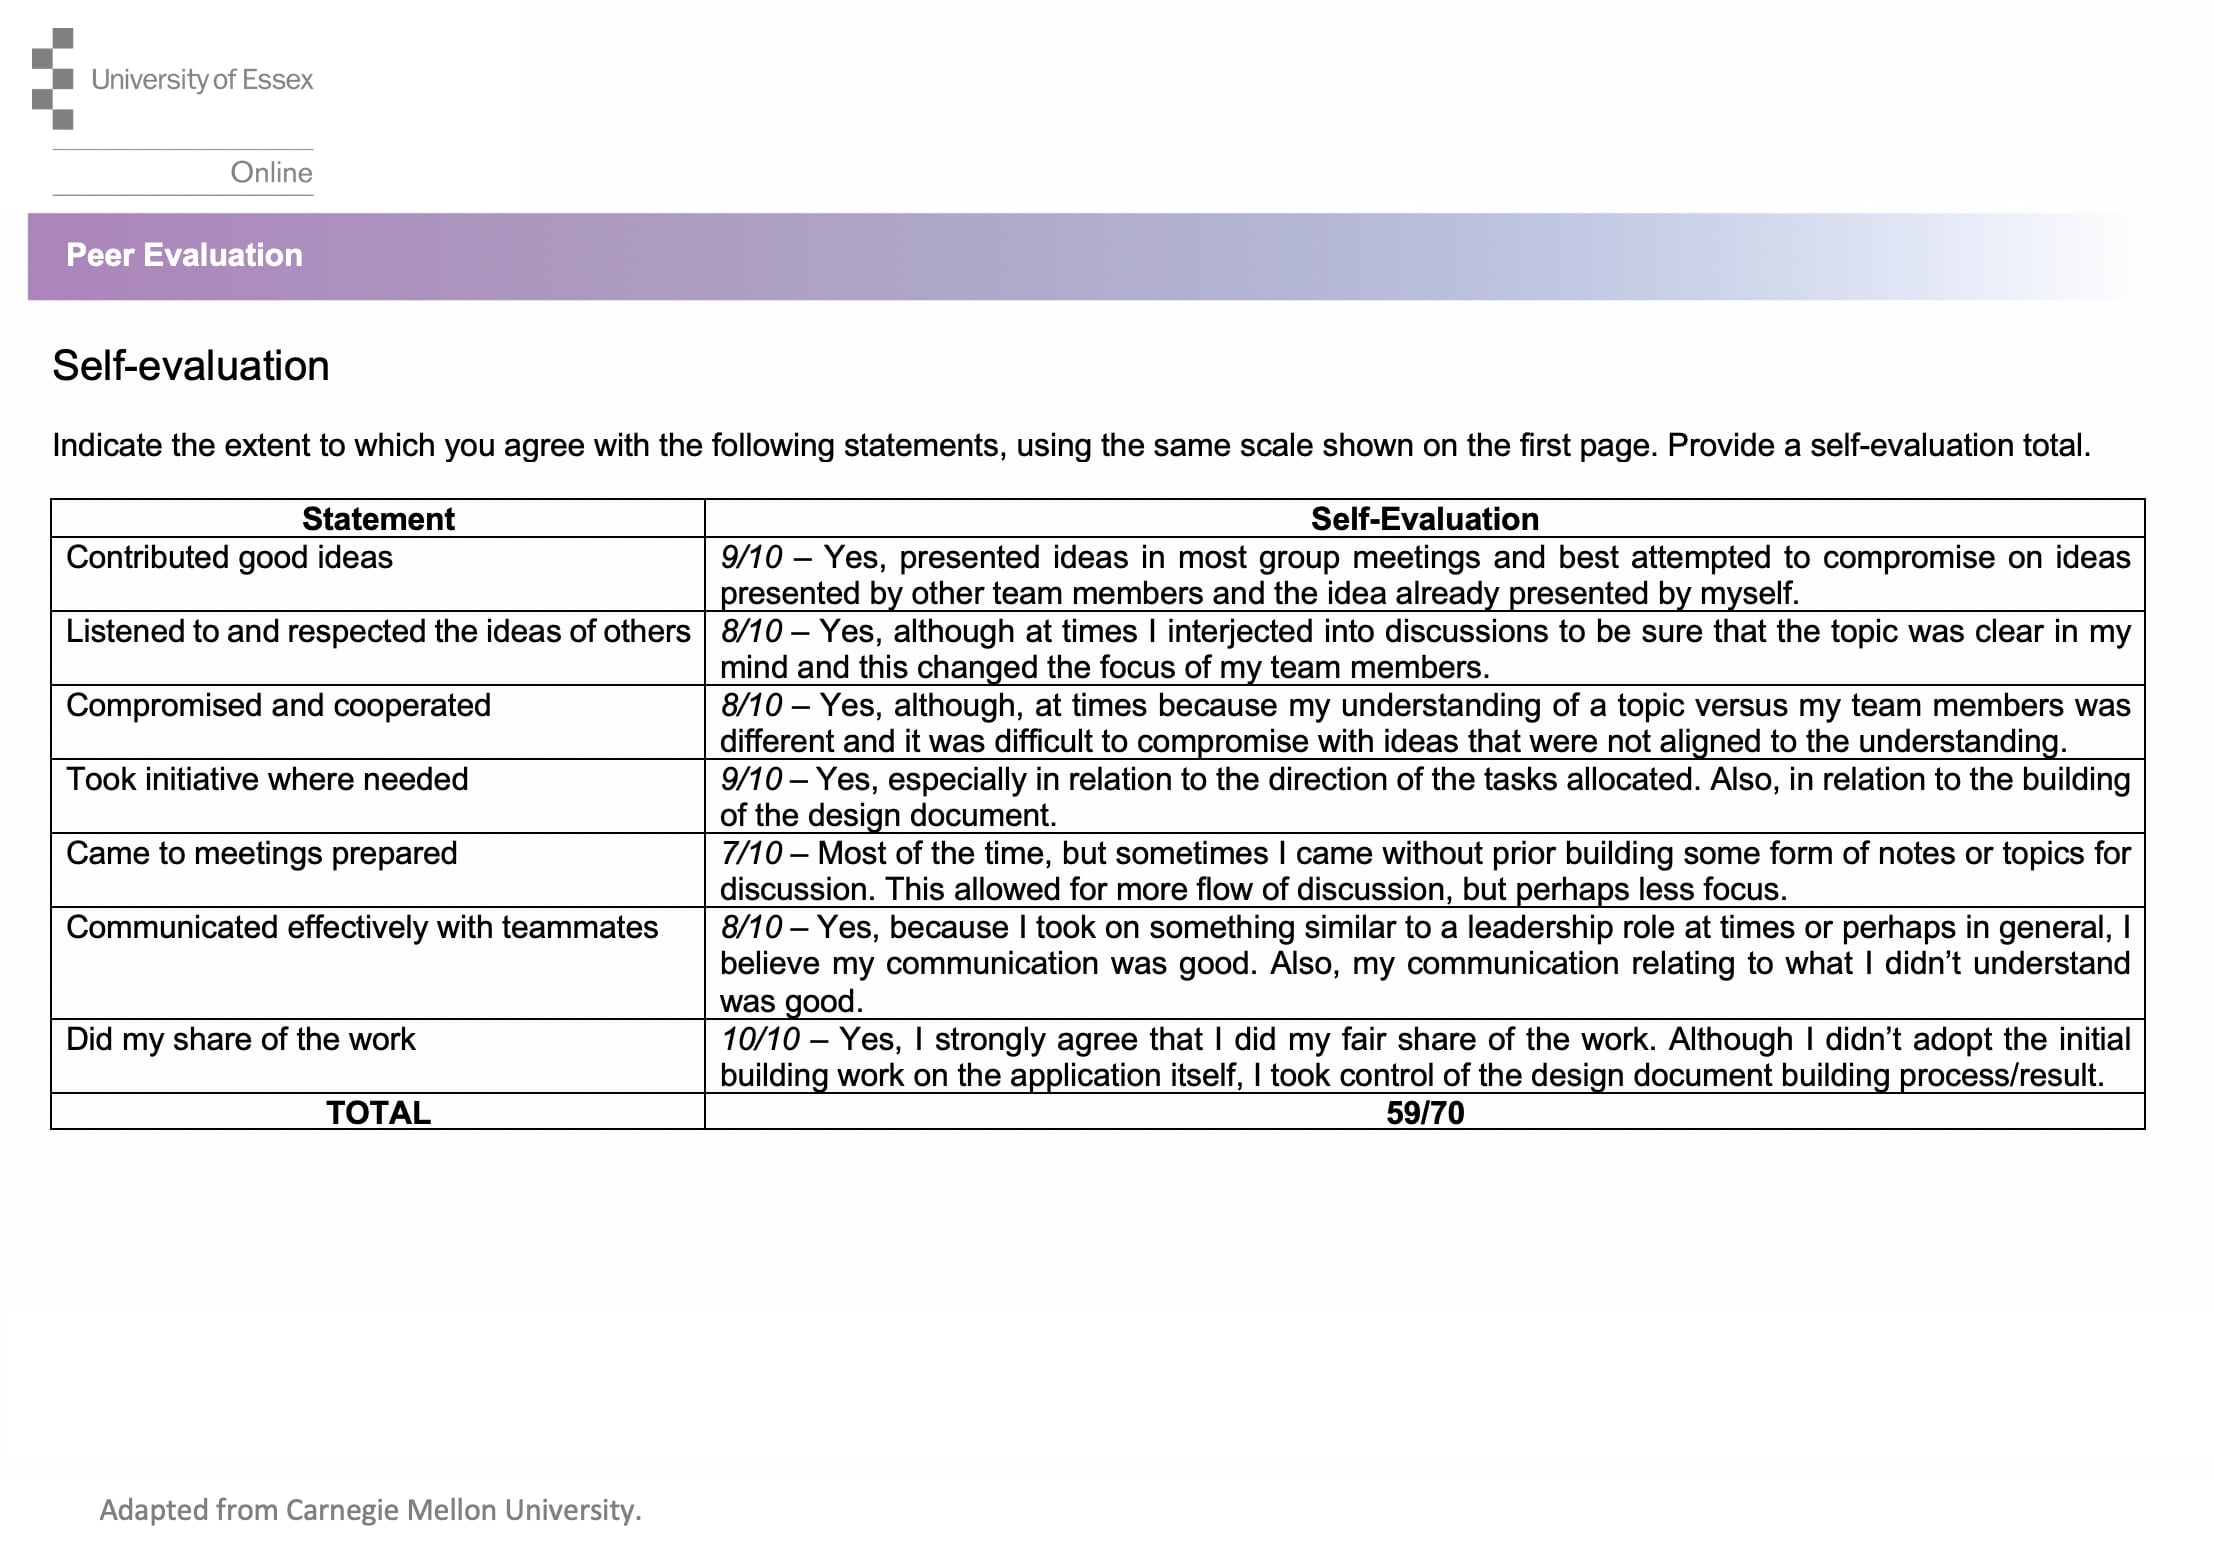 University of Essex
Online
Peer Evaluation
Self-evaluation
Indicate the extent to which you agree with the following statements, using the same scale shown on the first page. Provide a self-evaluation total.
Statement
Self-Evaluation
Contributed good ideas
9/10 – Yes, presented ideas in most group meetings and best attempted to compromise on ideas
presented by other team members and the idea already presented by myself.
Listened to and respected the ideas of others
8/10 – Yes, although at times I interjected into discussions to be sure that the topic was clear in my
mind and this changed the focus of my team members.
Compromised and cooperated
8/10 – Yes, although, at times because my understanding of a topic versus my team members was
different and it was difficult to compromise with ideas that were not aligned to the understanding.
Took initiative where needed
9/10 – Yes, especially in relation to the direction of the tasks allocated. Also, in relation to the building
of the design document.
Came to meetings prepared
7/10 – Most of the time, but sometimes I came without prior building some form of notes or topics for
discussion. This allowed for more flow of discussion, but perhaps less focus.
Communicated effectively with teammates
8/10 – Yes, because I took on something similar to a leadership role at times or perhaps in general, I
believe my communication was good. Also, my communication relating to what I didn’t understand
was good.
Did my share of the work
10/10 – Yes, I strongly agree that I did my fair share of the work. Although I didn’t adopt the initial
building work on the application itself, I took control of the design document building process/result.
TOTAL
59/70
Adapted from Carnegie Mellon University.